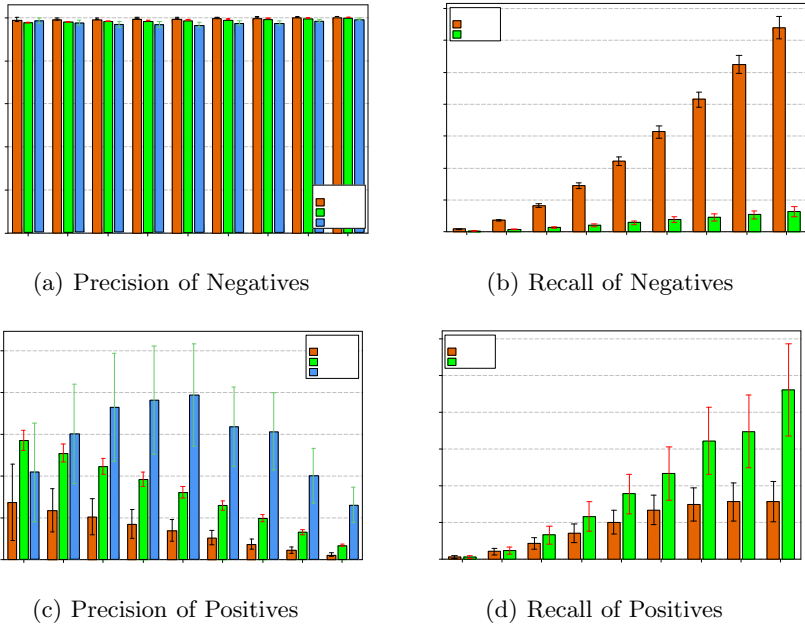 (a) Precision of Negatives
(b) Recall of Negatives
(c) Precision of Positives
(d) Recall of Positives